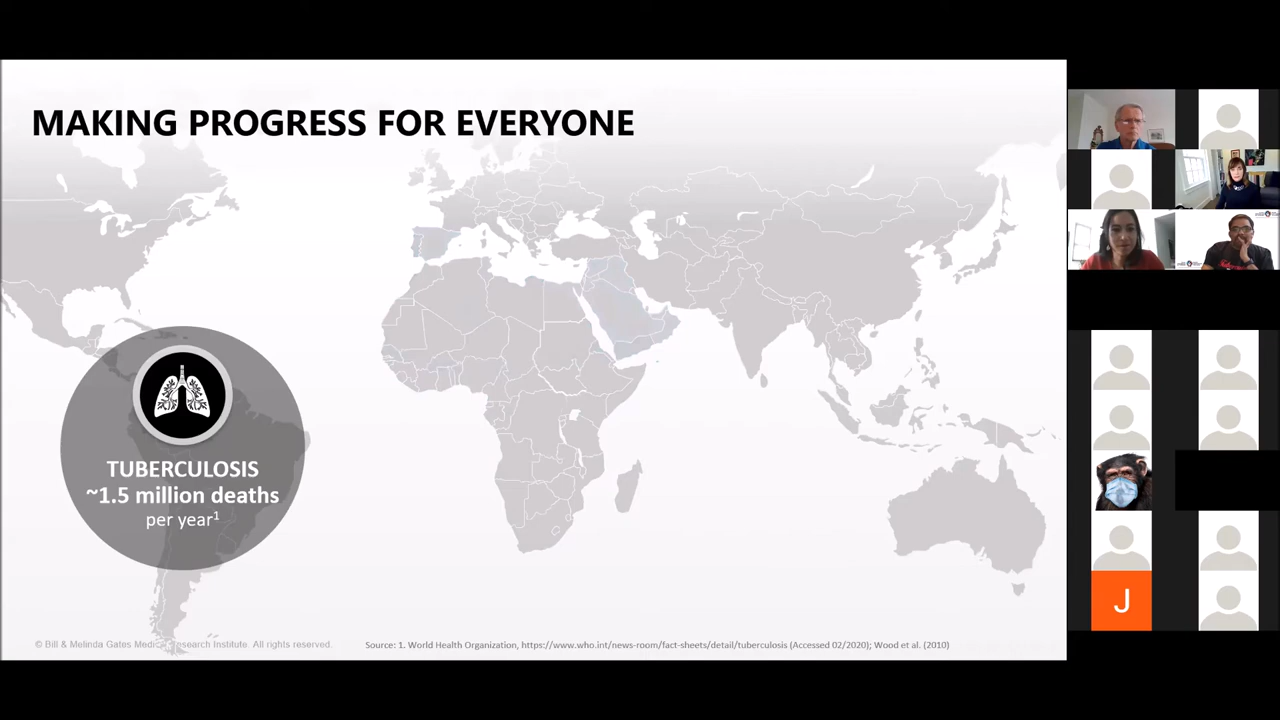 MAKING PROGRESS FOR EVERYONE
TUBERCULOSIS
~1.5 million deaths
per year¹
© Bill & Melinda Gates Medical Research Institute. All rights reserved.
Source: 1. World Health Organization, https://www.who.int/news-room/fact-sheets/detail/tuberculosis (Accessed 02/2020); Wood et al. (2010)
J